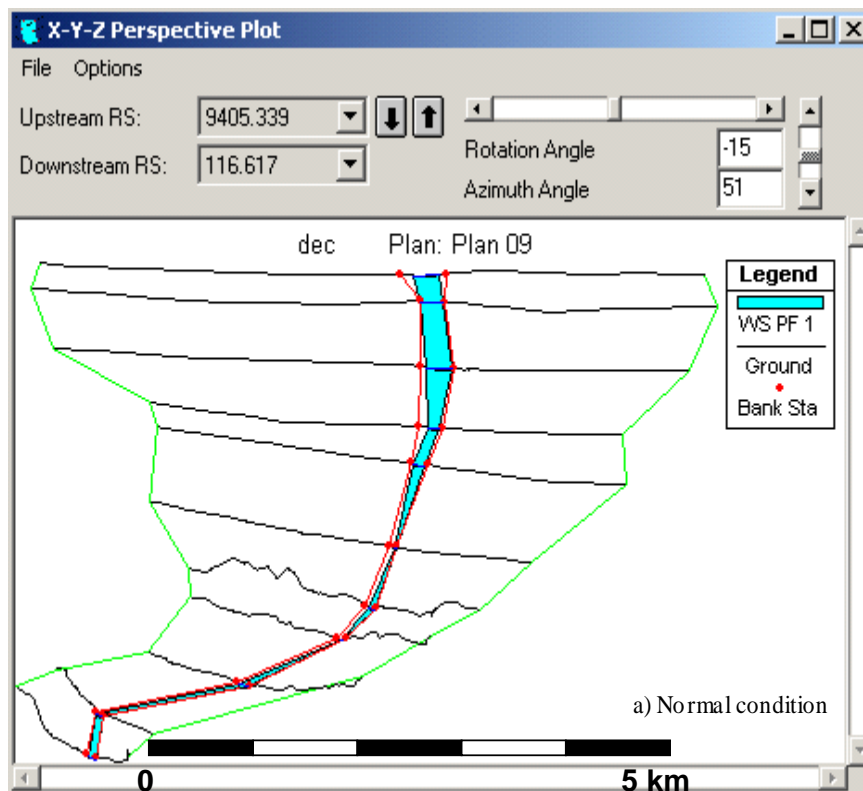 X-Y-Z Perspective Plot
File Options
Upstream RS: 9405.339
Downstream RS: 116.617
Rotation Angle -15
Azimuth Angle 51
dec Plan: Plan 09
Legend
WS PF 1
Ground
Bank Sta
a) Normal condition
0 5 km